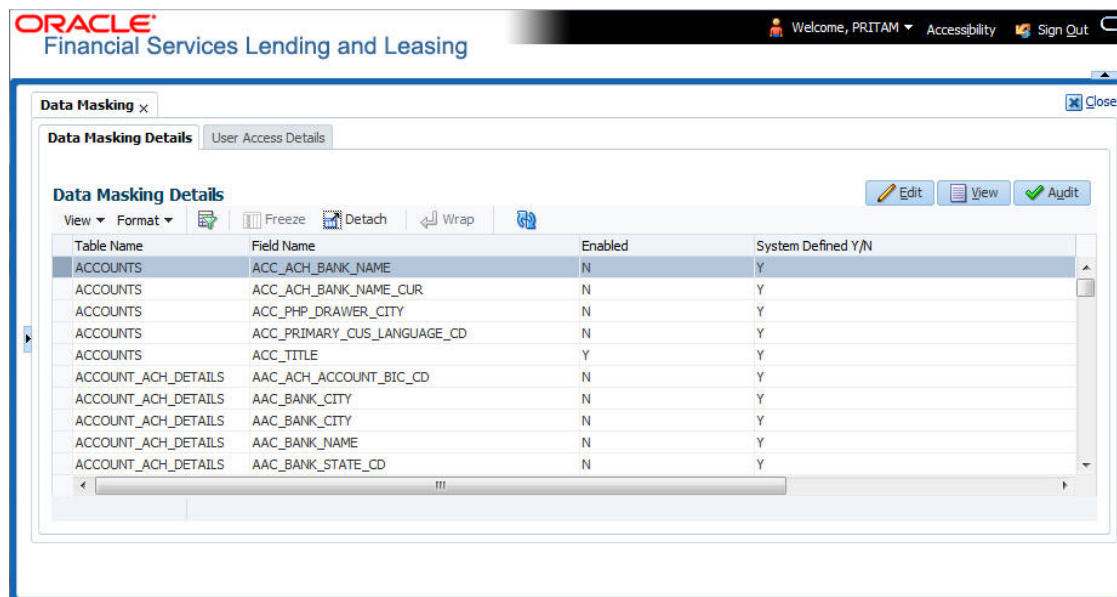 ORACLE
Financial Services Lending and Leasing
Welcome, PRITAM Accessibility Sign Out
Data Masking Close
Data Masking Details User Access Details
Data Masking Details Edit View Audit
View Format Freeze Detach Wrap
Table Name Field Name Enabled System Defined Y/N
ACCOUNTS ACC_ACH_BANK_NAME N Y
ACCOUNTS ACC_ACH_BANK_NAME_CUR N Y
ACCOUNTS ACC_PHP_DRAWER_CITY N Y
ACCOUNTS ACC_PRIMARY_CUS_LANGUAGE_CD N Y
ACCOUNTS ACC_TITLE Y Y
ACCOUNT_ACH_DETAILS AAC_ACH_ACCOUNT_BIC_CD N Y
ACCOUNT_ACH_DETAILS AAC_BANK_CITY N Y
ACCOUNT_ACH_DETAILS AAC_BANK_CITY N Y
ACCOUNT_ACH_DETAILS AAC_BANK_NAME N Y
ACCOUNT_ACH_DETAILS AAC_BANK_STATE_CD N Y